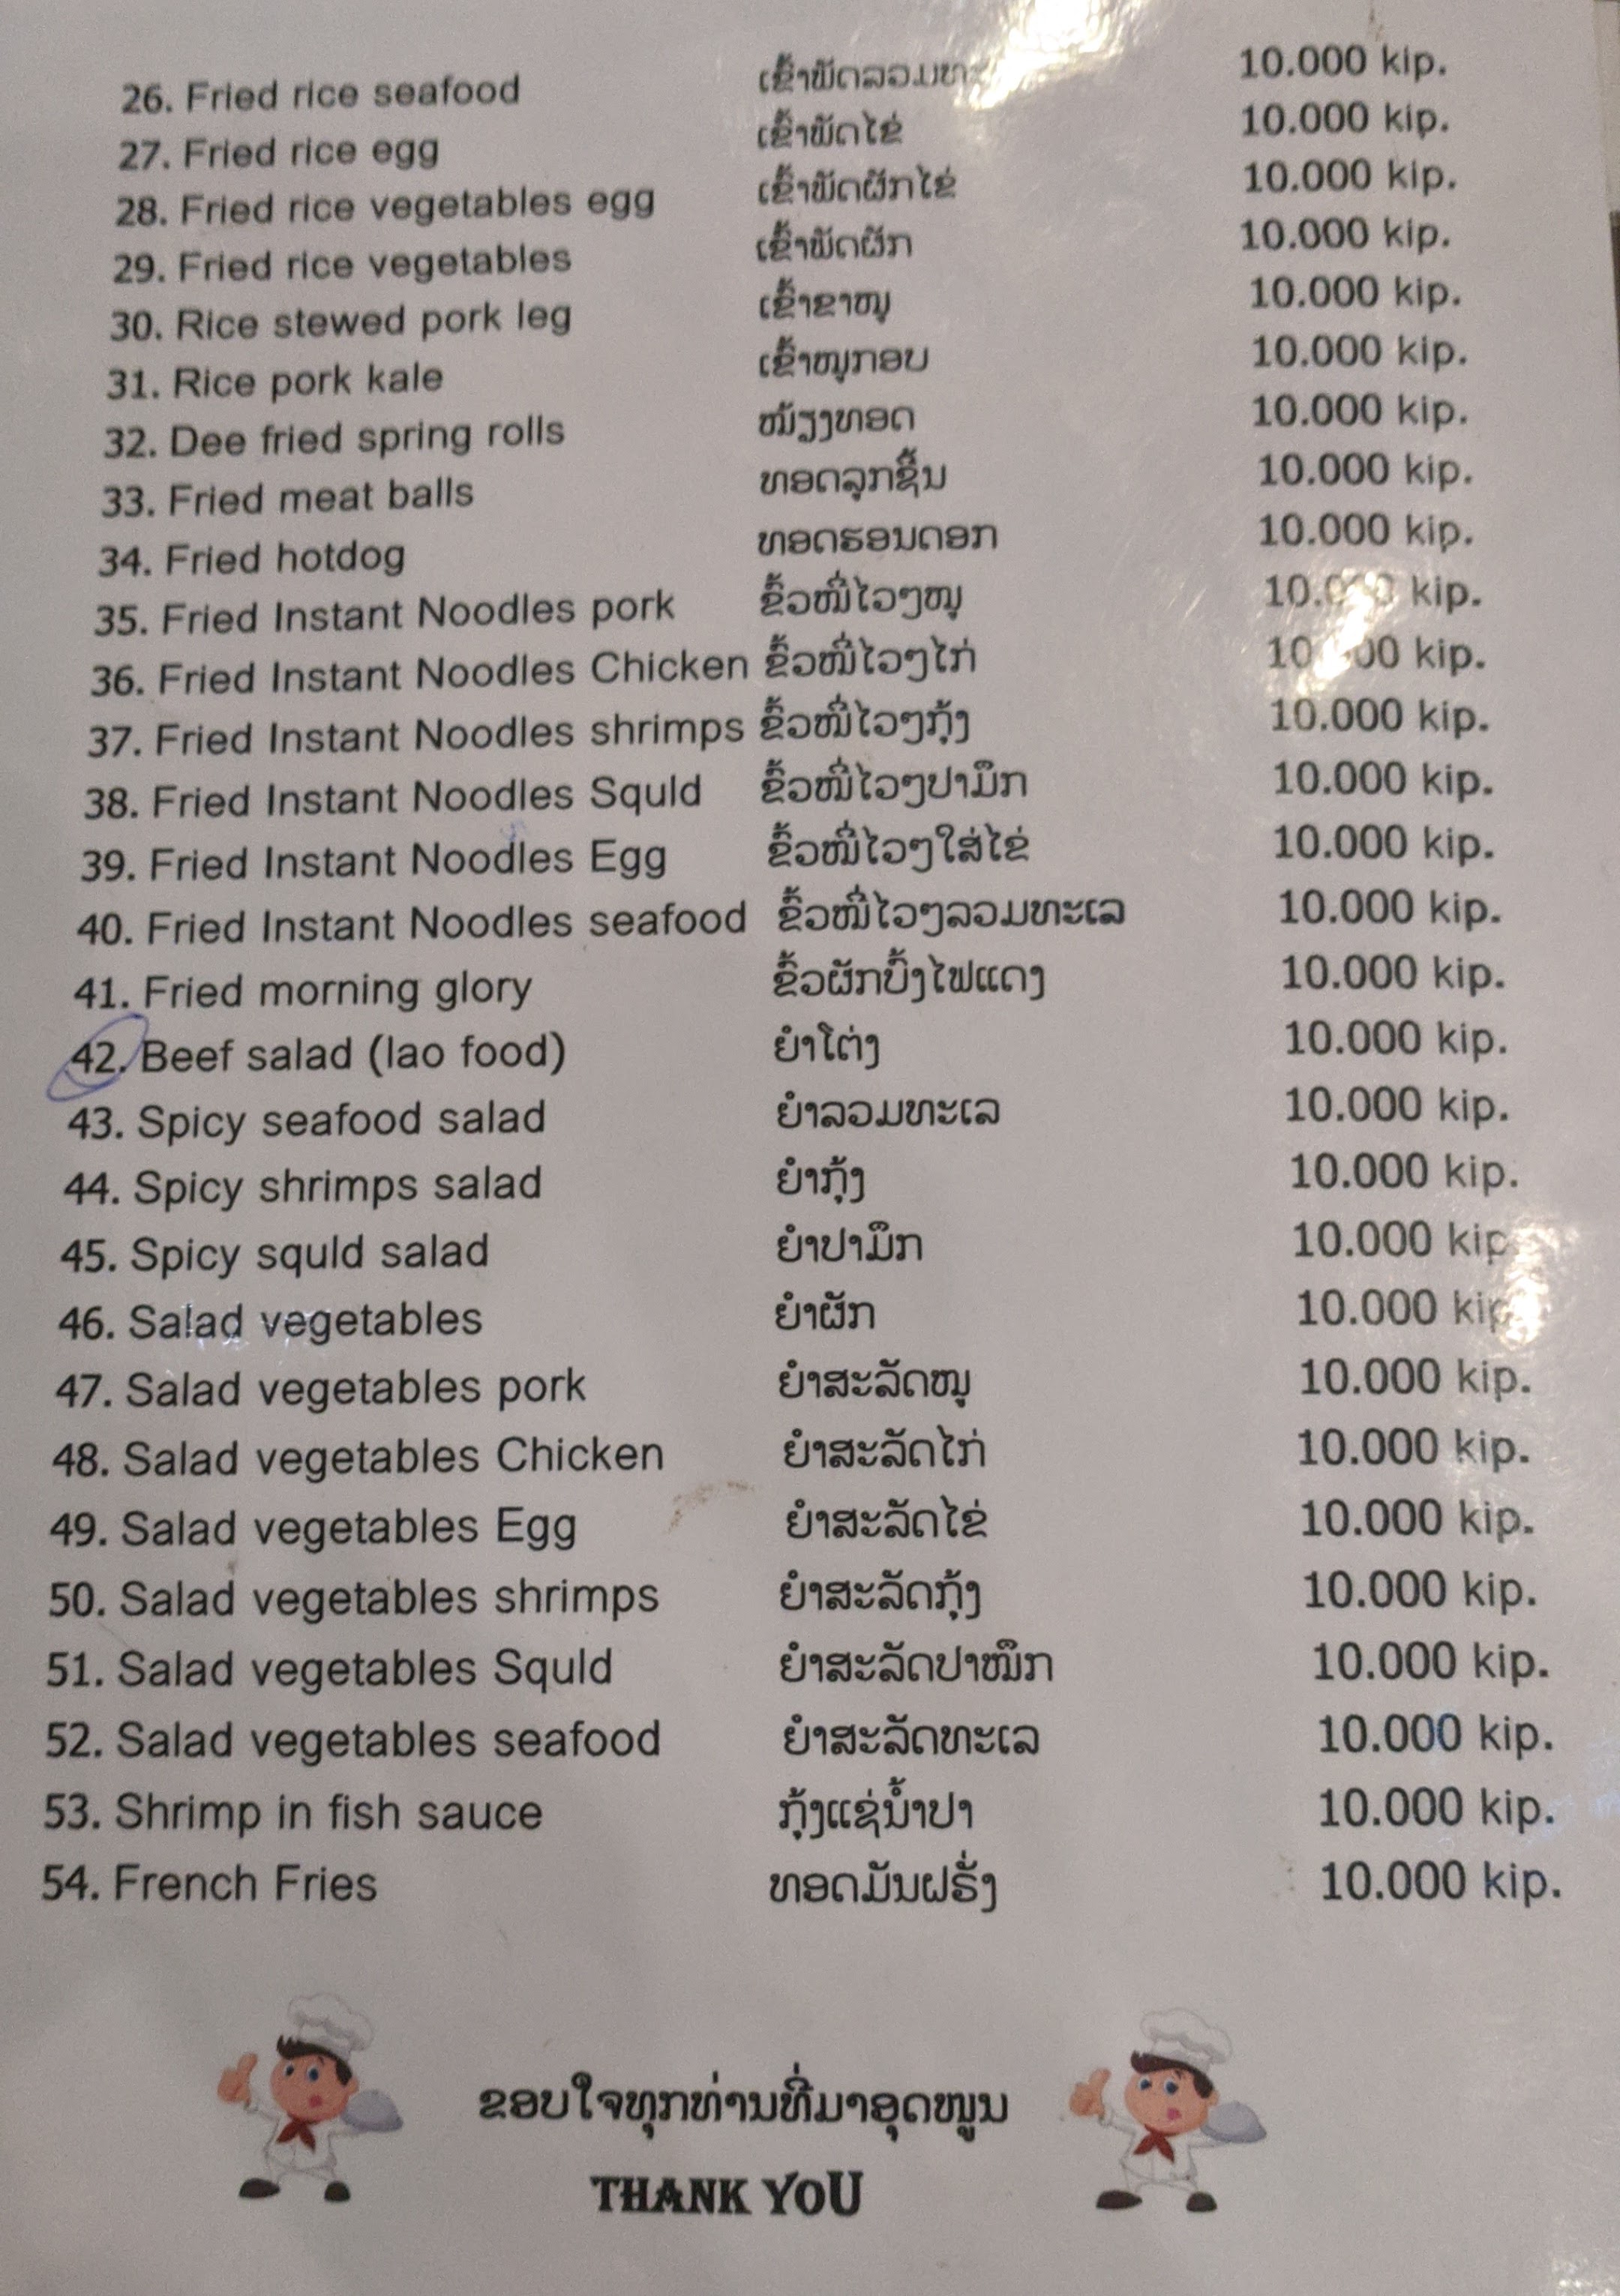 26. Fried rice seafood ເຂົ້າພັດລວມທະ 10.000 kip.
27. Fried rice egg ເຂົ້າພັດໄຂ່ 10.000 kip.
28. Fried rice vegetables egg ເຂົ້າພັດຜັກໄຂ່ 10.000 kip.
29. Fried rice vegetables ເຂົ້າພັດຜັກ 10.000 kip.
30. Rice stewed pork leg ເຂົ້າຂາໝູ 10.000 kip.
31. Rice pork kale ເຂົ້າໝູກອບ 10.000 kip.
32. Dee fried spring rolls ໝ້ຽງທອດ 10.000 kip.
33. Fried meat balls ທອດລູກຊີ້ນ 10.000 kip.
34. Fried hotdog ທອດຮອນດອກ 10.000 kip.
35. Fried Instant Noodles pork ຂົ້ວໝີ່ໄວໆໝູ kip.
36. Fried Instant Noodles Chicken ຂົ້ວໝີ່ໄວໆໄກ່ kip.
37. Fried Instant Noodles shrimps ຂົ້ວໝີ່ໄວໆກຸ້ງ 10.000 kip.
38. Fried Instant Noodles Squld ຂົ້ວໝີ່ໄວໆປາມຶກ 10.000 kip.
39. Fried Instant Noodles Egg ຂົ້ວໝີ່ໄວໆໃສ່ໄຂ່ 10.000 kip.
40. Fried Instant Noodles seafood ຂົ້ວໝີ່ໄວໆລວມທະເລ 10.000 kip.
41. Fried morning glory ຂົ້ວຜັກບົ້ງໄຟແດງ 10.000 kip.
42. Beef salad (lao food) ຍຳໂຕ່ງ 10.000 kip.
43. Spicy seafood salad ຍຳລວມທະເລ 10.000 kip.
44. Spicy shrimps salad ຍຳກຸ້ງ 10.000 kip.
45. Spicy squld salad ຍຳປາມຶກ 10.000 kip
46. Salad vegetables ຍຳຜັກ 10.000 kip
47. Salad vegetables pork ຍຳສະລັດໝູ 10.000 kip.
48. Salad vegetables Chicken ຍຳສະລັດໄກ່ 10.000 kip.
49. Salad vegetables Egg ຍຳສະລັດໄຂ່ 10.000 kip.
50. Salad vegetables shrimps ຍຳສະລັດກຸ້ງ 10.000 kip.
51. Salad vegetables Squld ຍຳສະລັດປາໝຶກ 10.000 kip.
52. Salad vegetables seafood ຍຳສະລັດທະເລ 10.000 kip.
53. Shrimp in fish sauce ກຸ້ງແຊ່ນ້ຳປາ 10.000 kip.
54. French Fries ທອດມັນຝຣັ່ງ 10.000 kip.
ຂອບໃຈທຸກທ່ານທີ່ມາອຸດໜູນ
THANK YOU